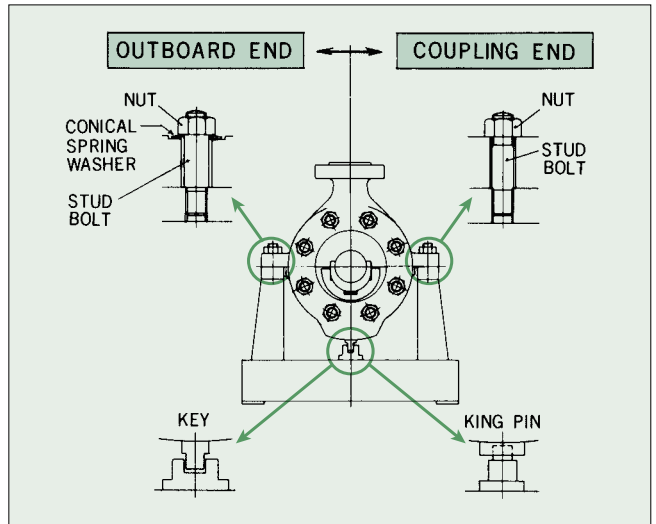 OUTBOARD END
COUPLING END
NUT
CONICAL
SPRING
WASHER
STUD
BOLT
NUT
STUD
BOLT
KEY
KING PIN